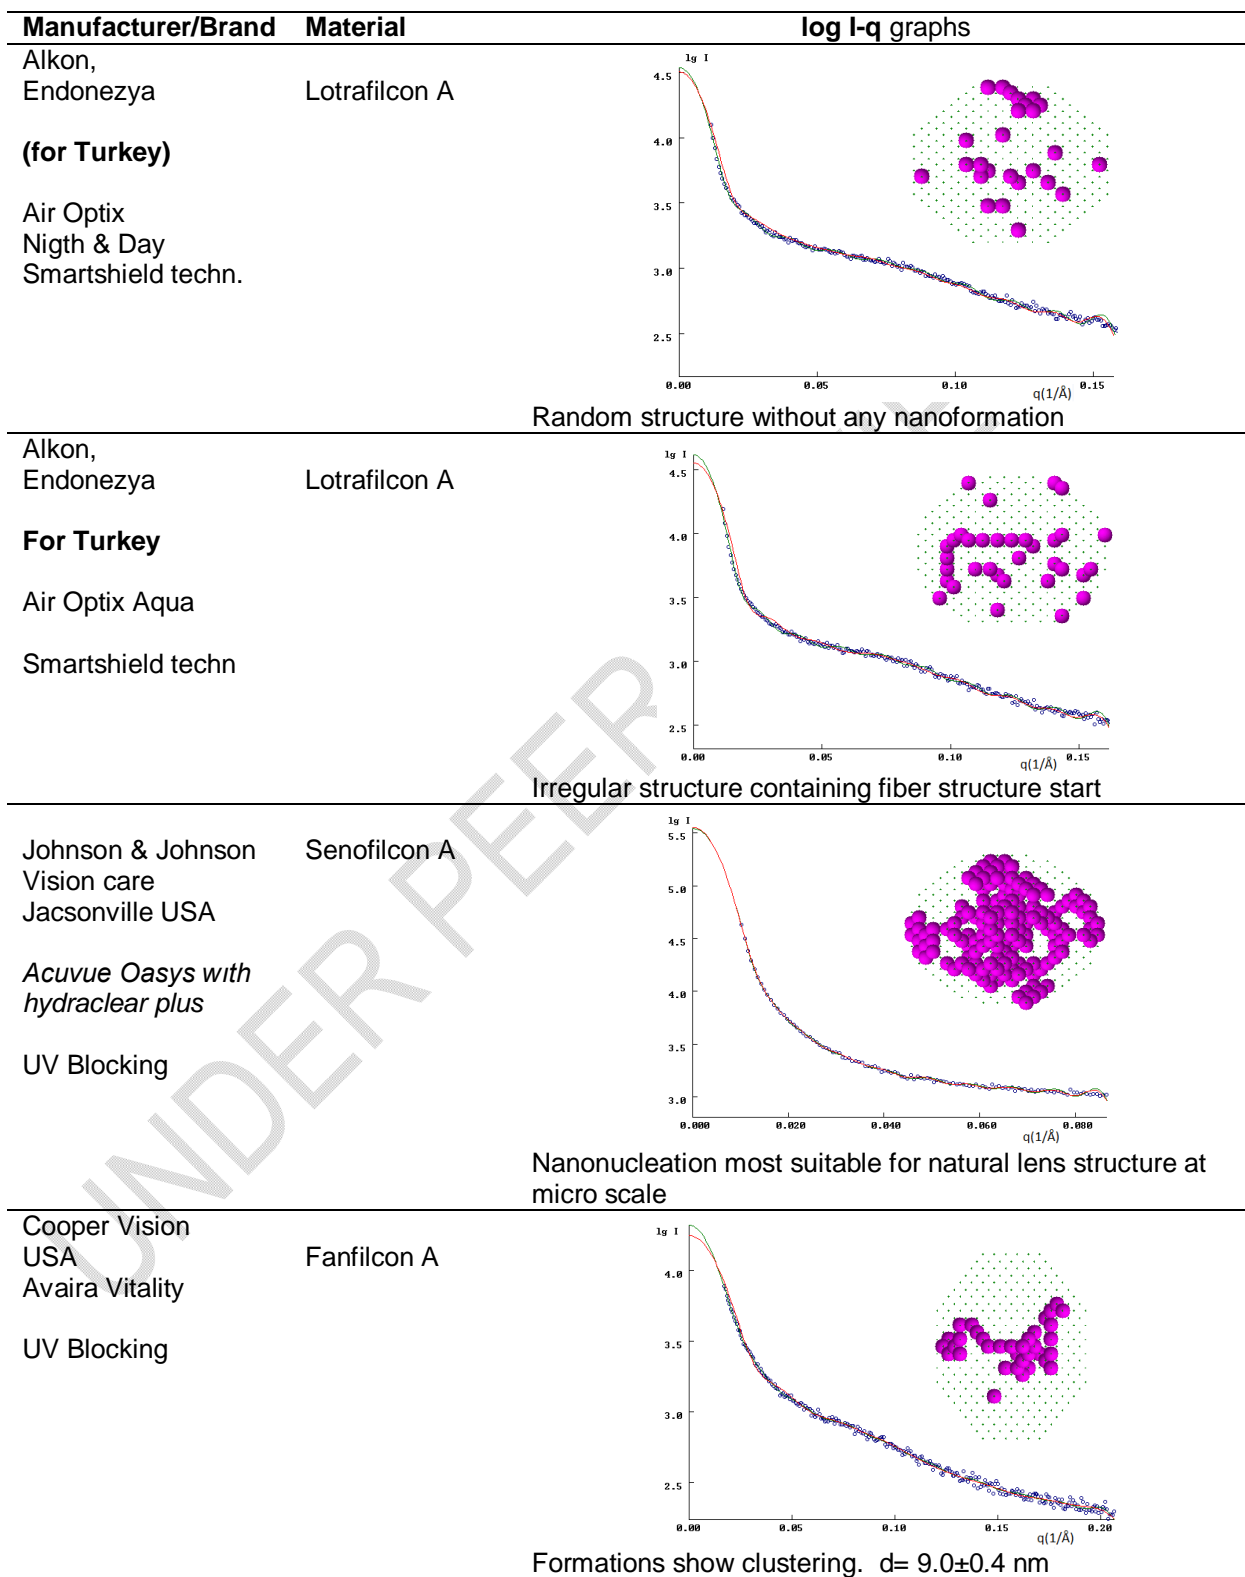 Manufacturer/Brand Material log I-q graphs
Alkon,
Endonezya Lotrafilcon A
(for Turkey)
Air Optix
Nigth & Day
Smartshield techn.
lg I
4.5
4.0
3.5
3.0
2.5
0.00 0.05 0.10 0.15
q(1/Å)
Random structure without any nanoformation
Alkon,
Endonezya Lotrafilcon A
For Turkey
Air Optix Aqua
Smartshield techn
lg I
4.5
4.0
3.5
3.0
2.5
0.00 0.05 0.10 0.15
q(1/Å)
Irregular structure containing fiber structure start
Johnson & Johnson Senofilcon A
Vision care
Jacsonville USA
Acuvue Oasys wıth
hydraclear plus
UV Blocking
lg I
5.5
5.0
4.5
4.0
3.5
3.0
0.000 0.020 0.040 0.060 0.080
q(1/Å)
Nanonucleation most suitable for natural lens structure at
micro scale
Cooper Vision
USA Fanfilcon A
Avaira Vitality
UV Blocking
lg I
4.0
3.5
3.0
2.5
0.00 0.05 0.10 0.15 0.20
q(1/Å)
Formations show clustering. d= 9.0±0.4 nm
UNDER PEER